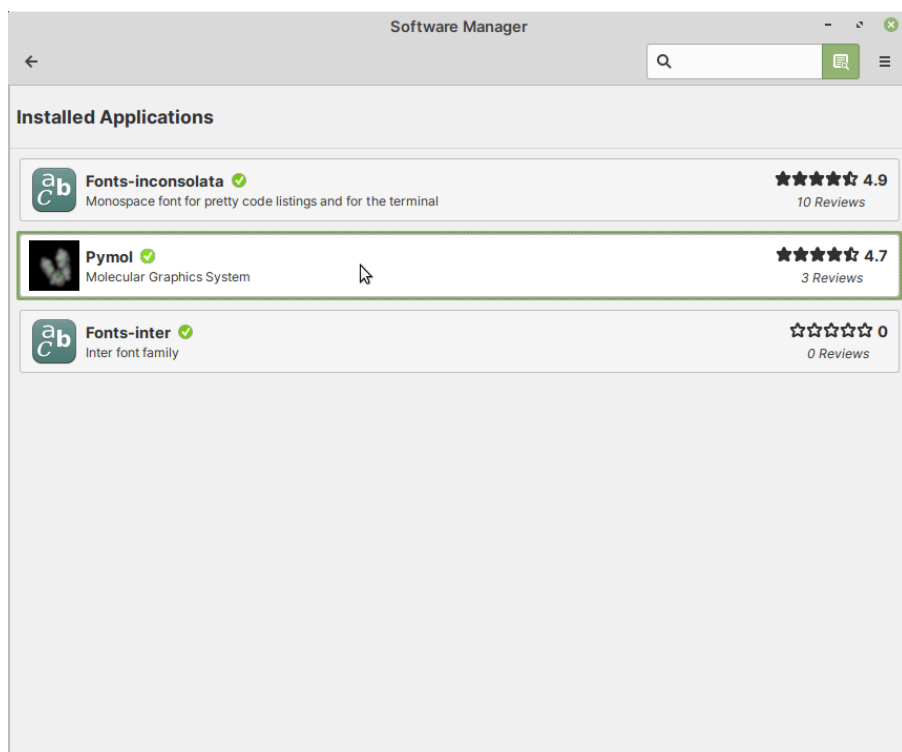 Software Manager
Installed Applications
Fonts-inconsolata
Monospace font for pretty code listings and for the terminal
4.9
10 Reviews
Pymol
Molecular Graphics System
4.7
3 Reviews
Fonts-inter
Inter font family
0
0 Reviews